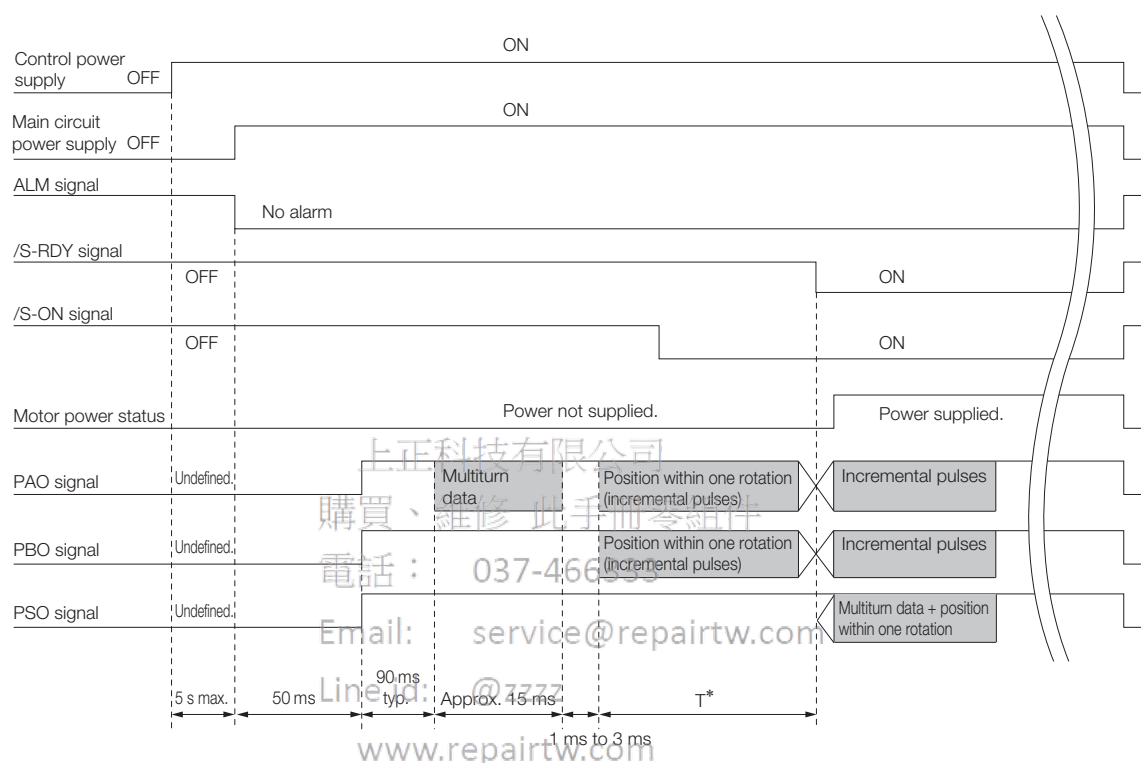 ON
Control power
supply OFF
ON
Main circuit
power supply OFF
ALM signal
No alarm
/S-RDY signal
OFF
ON
/S-ON signal
OFF
ON
Motor power status
Power not supplied.
Power supplied.
上正科技有限公司
PAO signal
Undefined.
Multiturn
data
Position within one rotation
(incremental pulses)
Incremental pulses
購買、維修 此手冊零組件
PBO signal
Undefined.
Position within one rotation
(incremental pulses)
Incremental pulses
電話： 037-466333
PSO signal
Undefined.
Multiturn data + position
within one rotation
Email: service@repairtw.com
5 s max.
50 ms
90 ms
typ.
Approx. 15 ms
T*
Line id: @zzzz
1 ms to 3 ms
www.repairtw.com